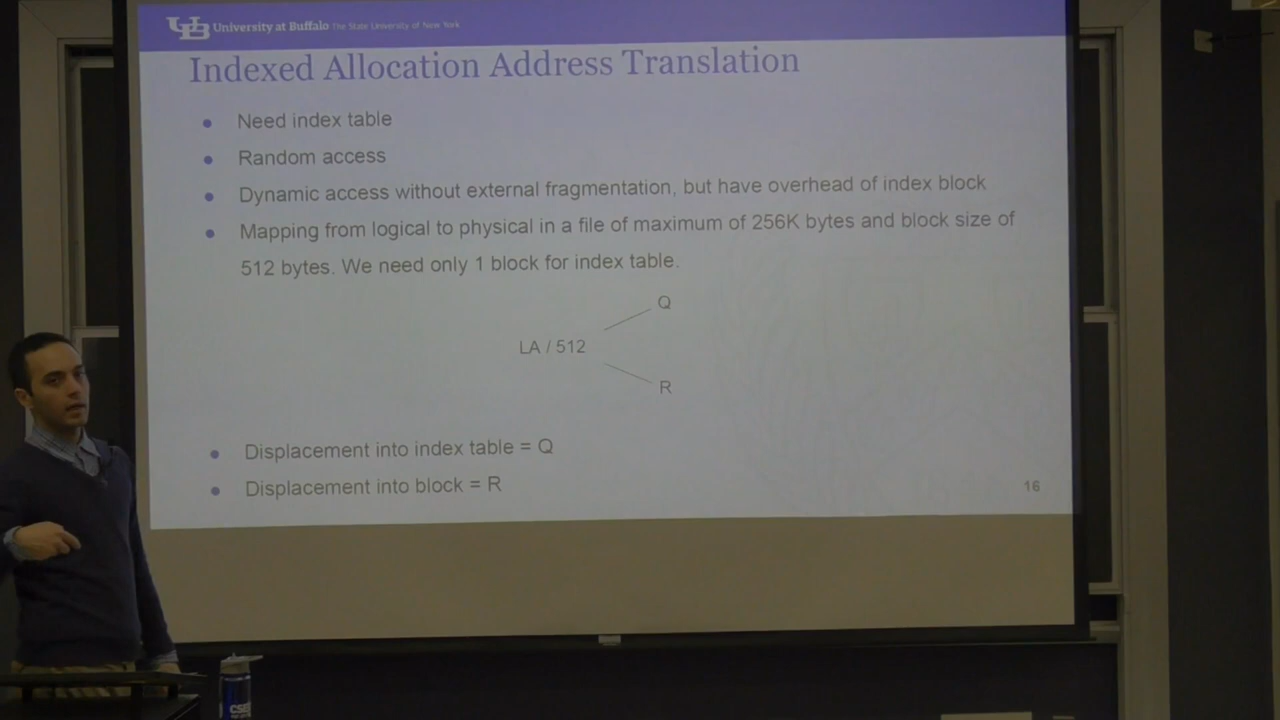 University at Buffalo The State University of New York
Indexed Allocation Address Translation
Need index table
Random access
Dynamic access without external fragmentation, but have overhead of index block
Mapping from logical to physical in a file of maximum of 256K bytes and block size of
512 bytes. We need only 1 block for index table.
Q
LA / 512
R
Displacement into index table = Q
Displacement into block = R
16